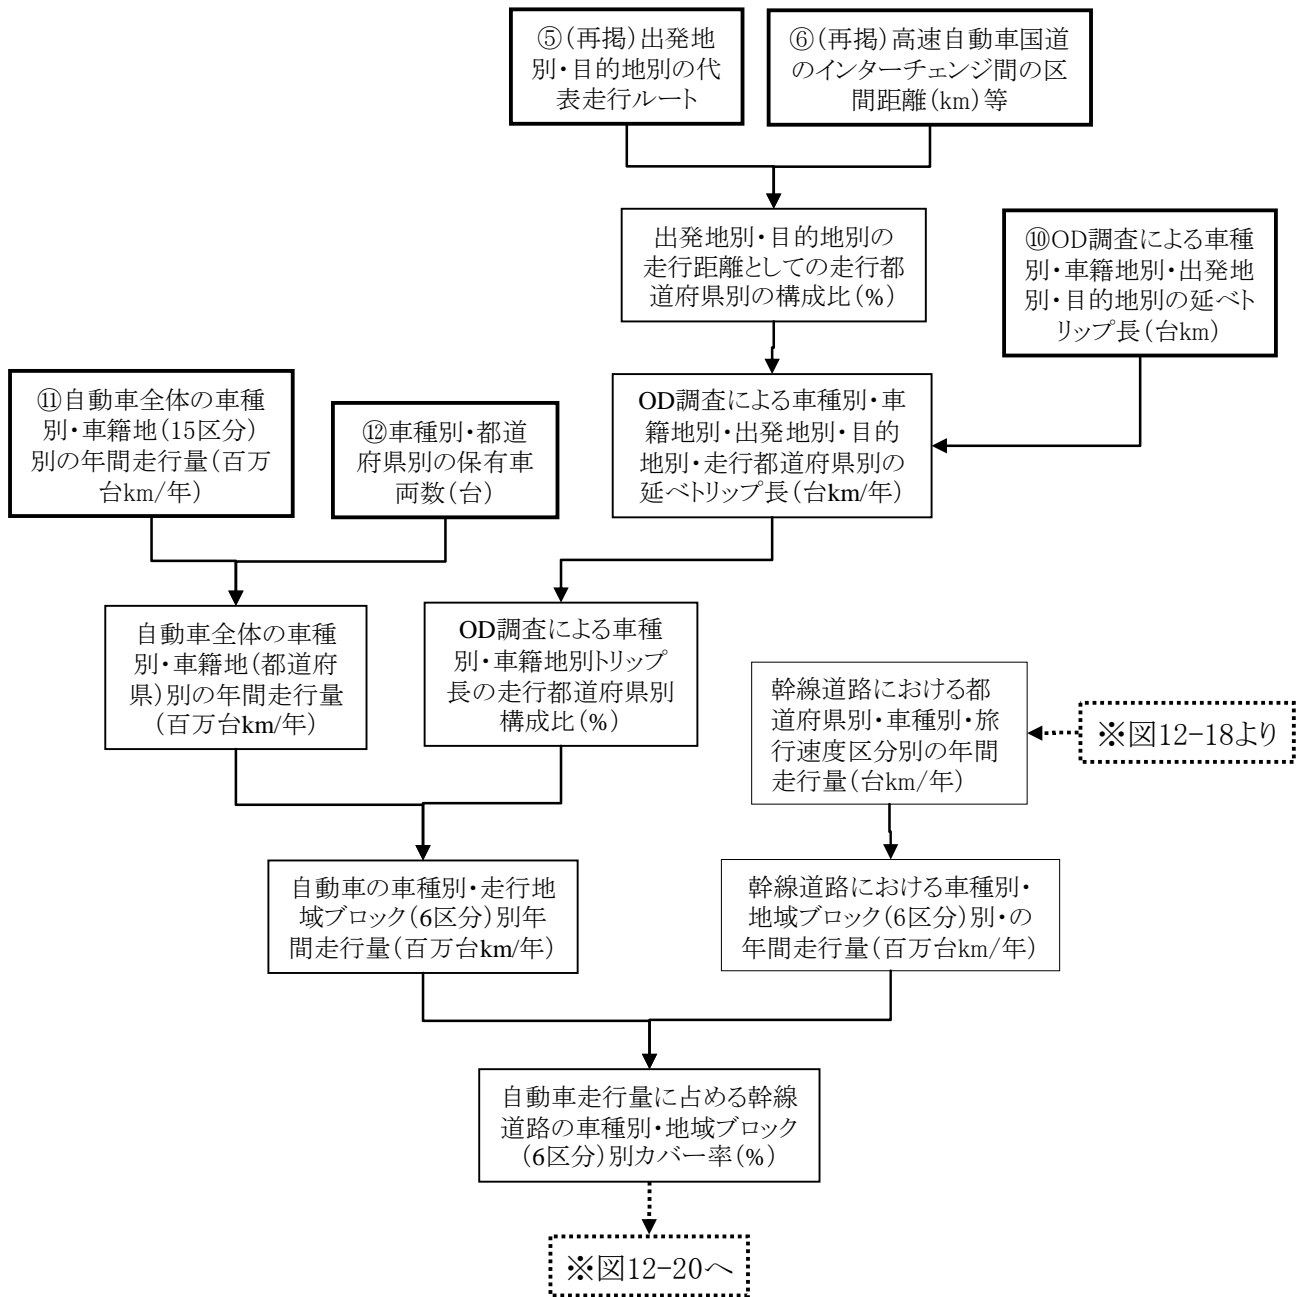 ⑤(再掲)出発地
別・目的地別の代
表走行ルート
⑥(再掲)高速自動車国道
のインターチェンジ間の区
間距離(km)等
出発地別・目的地別の
走行距離としての走行都
道府県別の構成比(%)
⑩OD調査による車種
別・車籍地別・出発地
別・目的地別の延べト
リップ長(台km)
⑪自動車全体の車種
別・車籍地(15区分)
別の年間走行量(百万
台km/年)
⑫車種別・都道
府県別の保有車
両数(台)
OD調査による車種別・車
籍地別・出発地別・目的
地別・走行都道府県別の
延べトリップ長(台km/年)
自動車全体の車種
別・車籍地(都道府
県)別の年間走行量
(百万台km/年)
OD調査による車種
別・車籍地別トリップ
長の走行都道府県別
構成比(%)
幹線道路における都
道府県別・車種別・旅
行速度区分別の年間
走行量(台km/年)
※図12-18より
自動車の車種別・走行地
域ブロック(6区分)別年
間走行量(百万台km/年)
幹線道路における車種別・
地域ブロック(6区分)別・の
年間走行量(百万台km/年)
自動車走行量に占める幹線
道路の車種別・地域ブロック
(6区分)別カバー率(%)
※図12-20へ